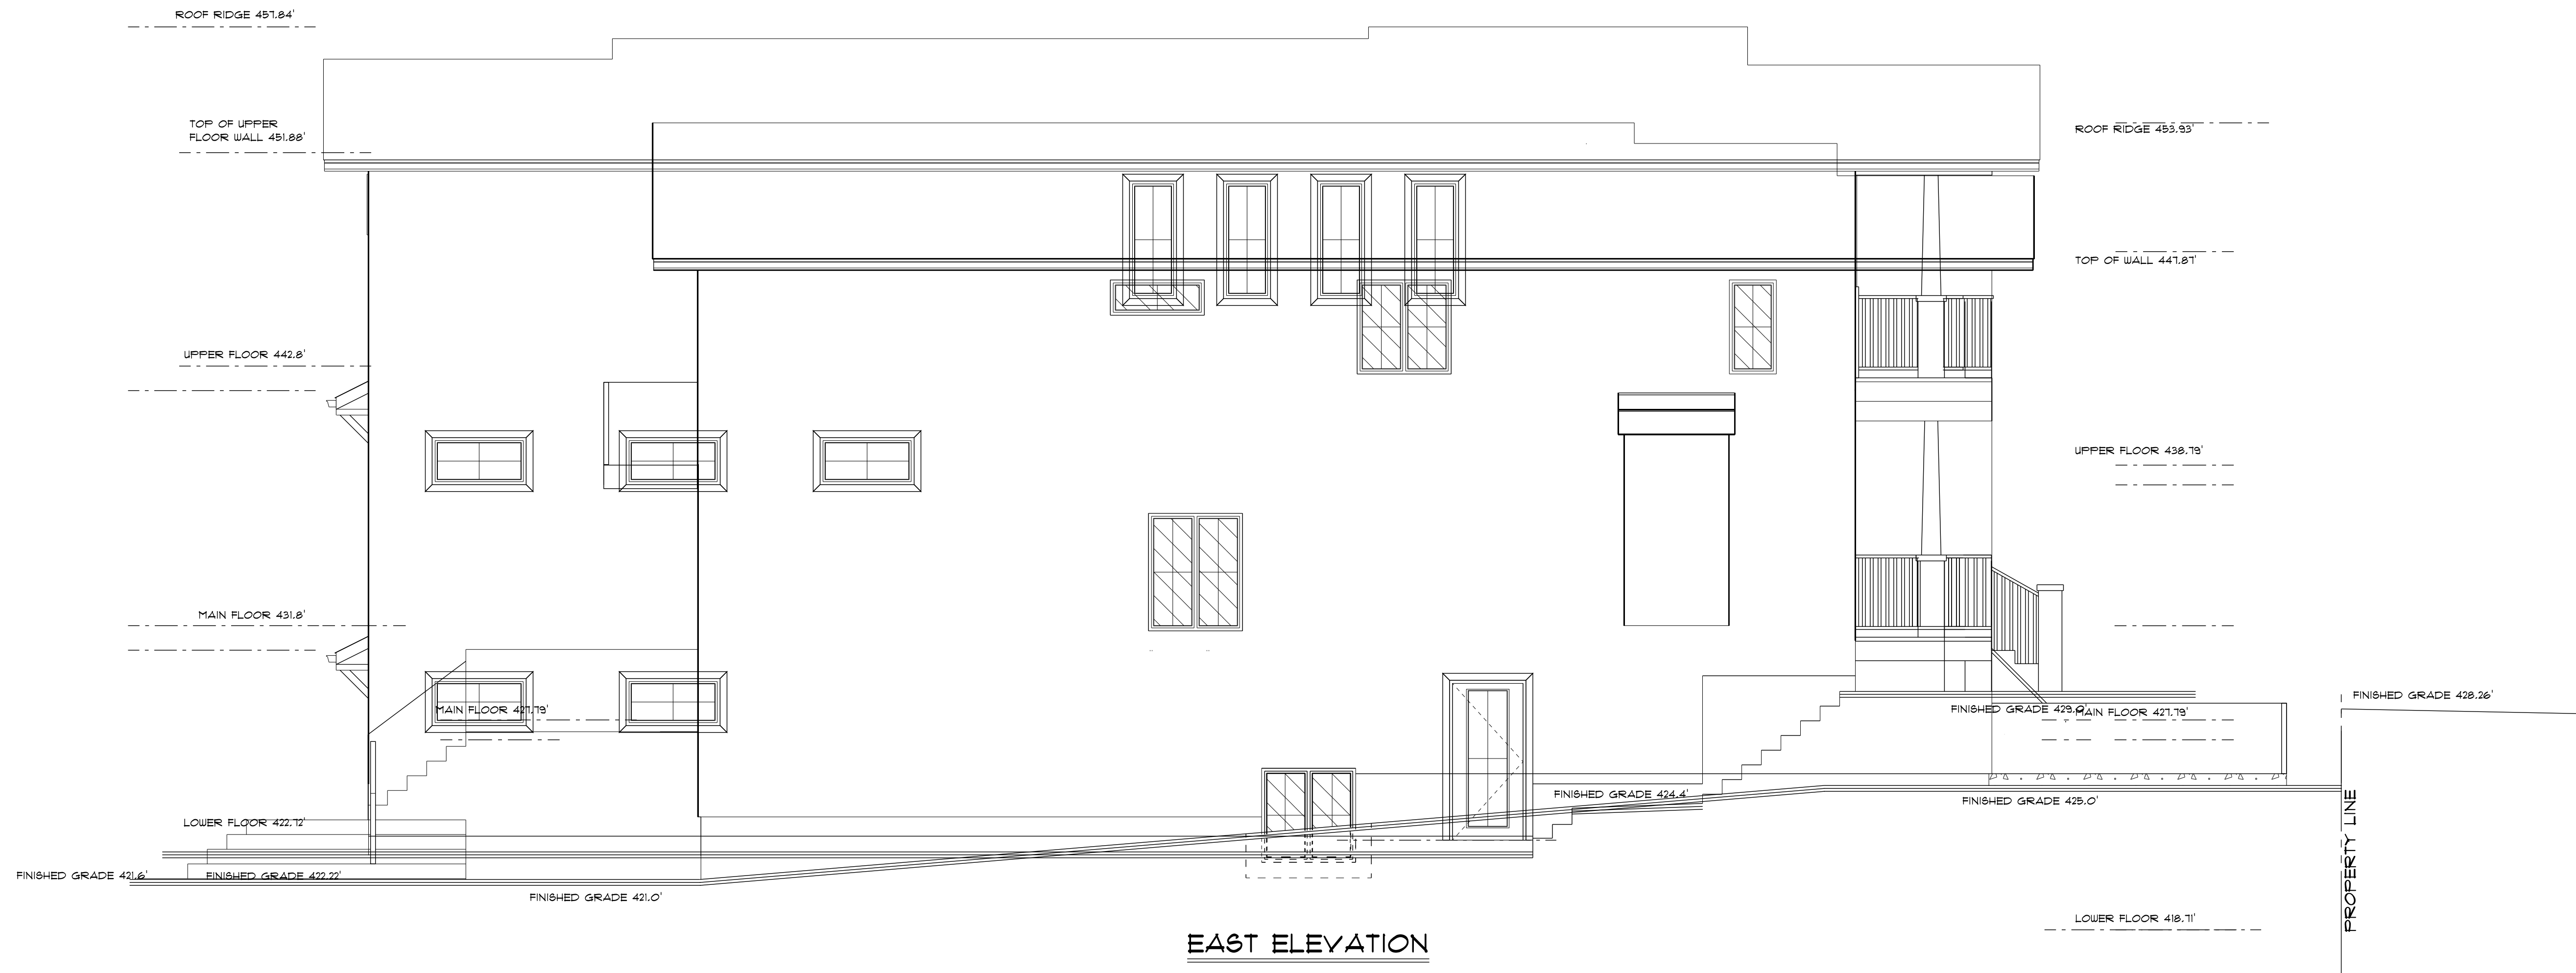 ROOF RIDGE 457.84'
TOP OF UPPER
FLOOR WALL 451.88'
ROOF RIDGE 453.93'
TOP OF WALL 447.87'
UPPER FLOOR 442.8'
UPPER FLOOR 438.79'
MAIN FLOOR 431.8'
MAIN FLOOR 427.79'
FINISHED GRADE 428.26'
FINISHED GRADE 429.0'
MAIN FLOOR 427.79'
FINISHED GRADE 424.4'
FINISHED GRADE 425.0'
LOWER FLOOR 422.72'
FINISHED GRADE 421.6'
FINISHED GRADE 422.22'
FINISHED GRADE 421.0'
PROPERTY LINE
LOWER FLOOR 418.71'
EAST ELEVATION